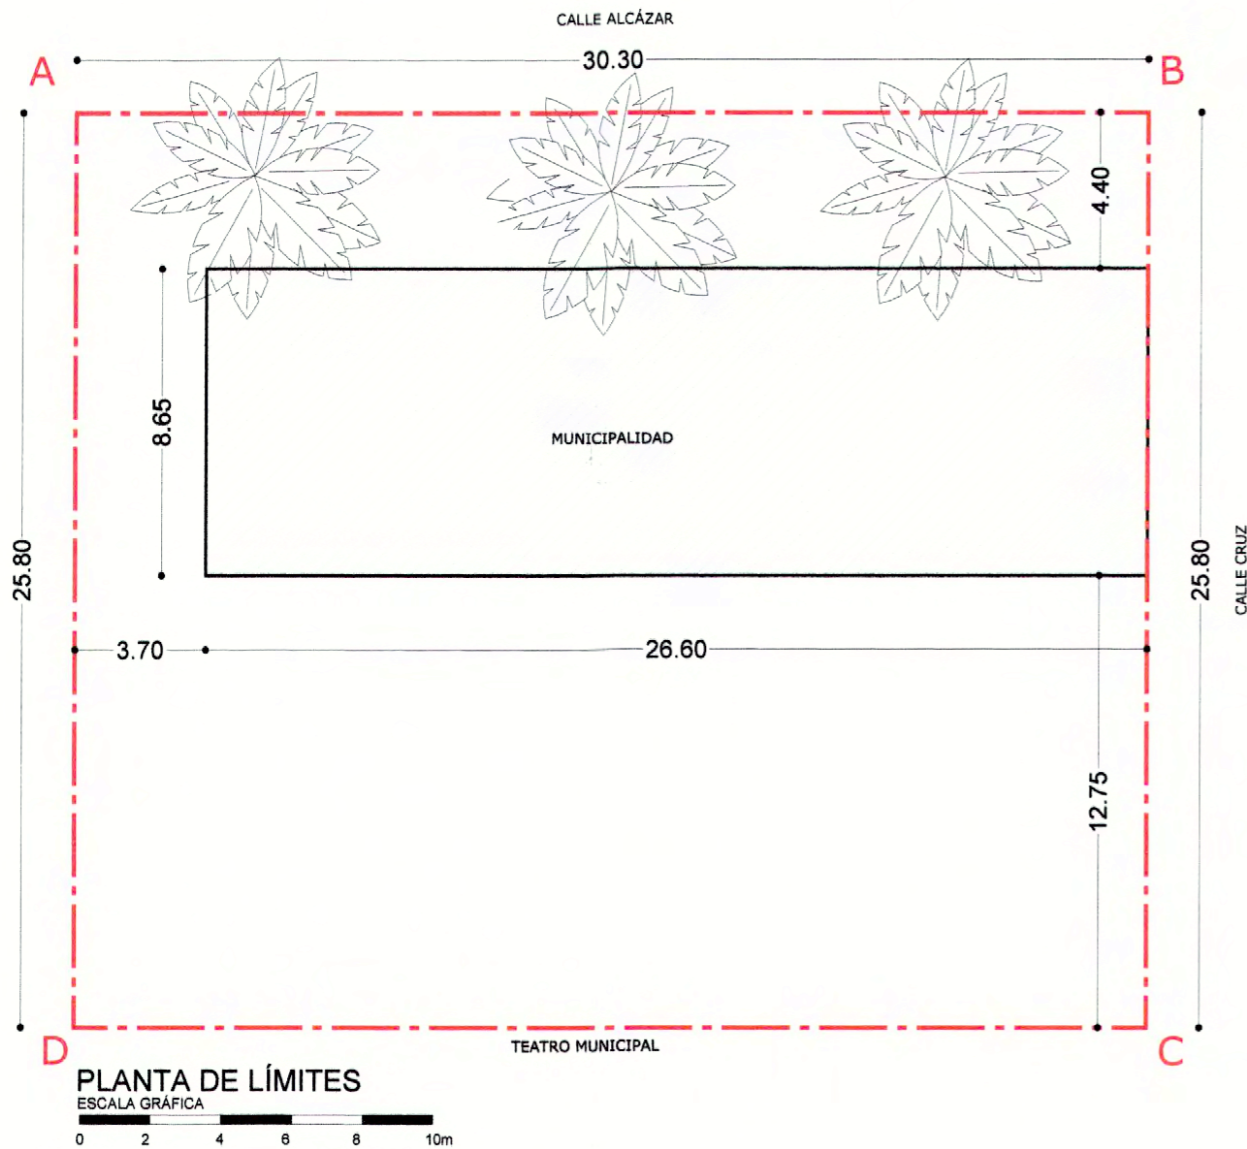 CALLE ALCÁZAR
A
30.30
B
4.40
8.65
MUNICIPALIDAD
25.80
25.80
CALLE CRUZ
3.70
26.60
12.75
D
TEATRO MUNICIPAL
C
PLANTA DE LÍMITES
ESCALA GRÁFICA
0 2 4 6 8 10m